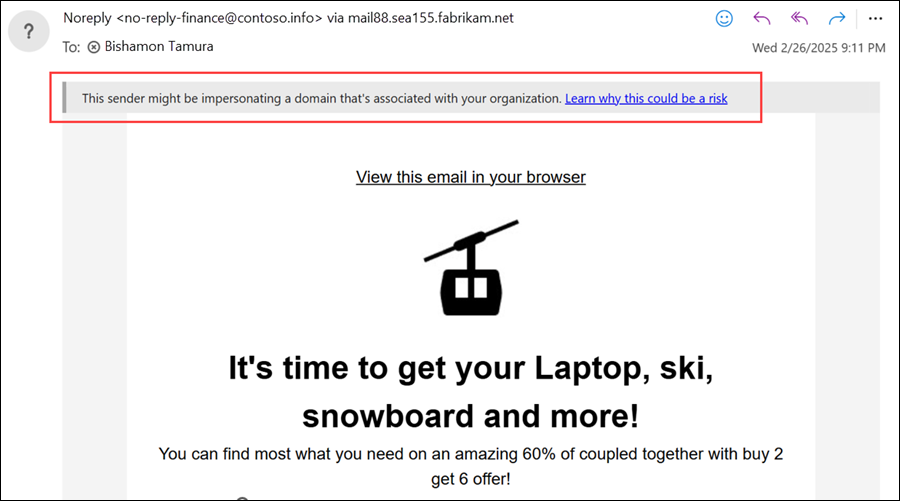 ?
Noreply <no-reply-finance@contoso.info> via mail88.sea155.fabrikam.net
To: Bishamon Tamura
Wed 2/26/2025 9:11 PM
This sender might be impersonating a domain that's associated with your organization. Learn why this could be a risk
View this email in your browser
It's time to get your Laptop, ski,
snowboard and more!
You can find most what you need on an amazing 60% of coupled together with buy 2
get 6 offer!